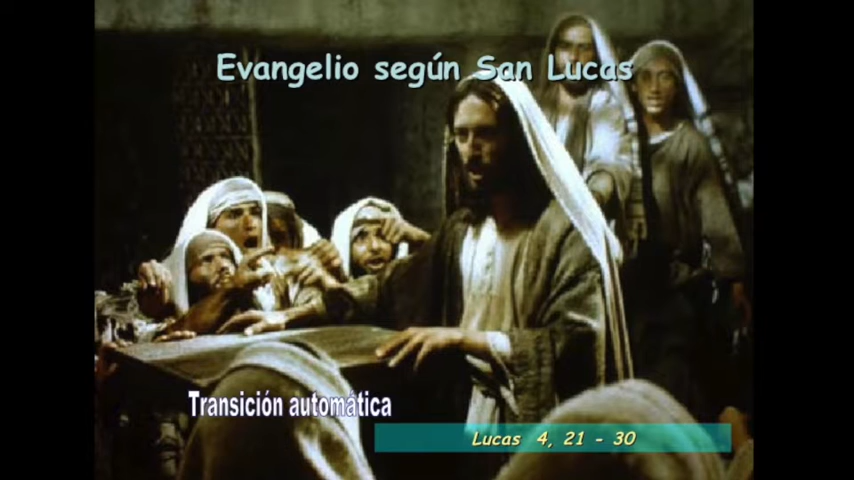 Evangelio según San Lucas
Transición automática
Lucas 4, 21 - 30